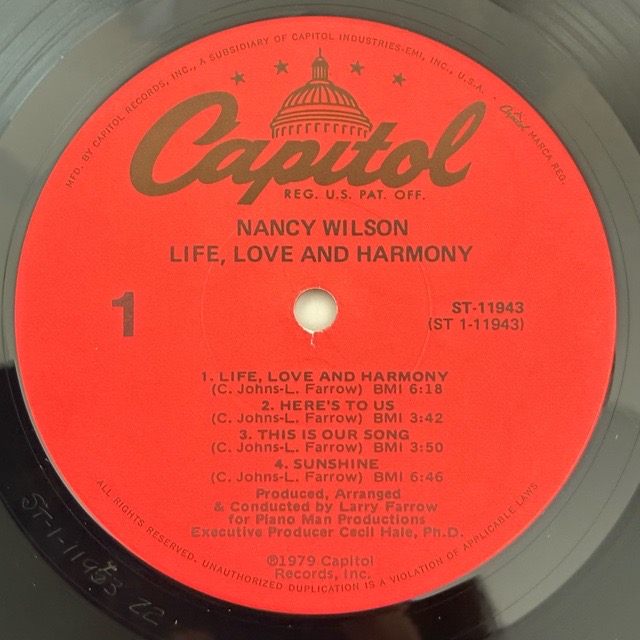 MFD. BY CAPITOL RECORDS, INC., A SUBSIDIARY OF CAPITOL INDUSTRIES-EMI, INC., U.S.A. · Capitol MARCA REG.
Capitol
REG. U.S. PAT. OFF.
NANCY WILSON
LIFE, LOVE AND HARMONY
1
ST-11943
(ST 1-11943)
1. LIFE, LOVE AND HARMONY
(C. Johns-L. Farrow) BMI 6:18
2. HERE'S TO US
(C. Johns-L. Farrow) BMI 3:42
3. THIS IS OUR SONG
(C. Johns-L. Farrow) BMI 3:50
4. SUNSHINE
(C. Johns-L. Farrow) BMI 6:46
Produced, Arranged
& Conducted by Larry Farrow
for Piano Man Productions
Executive Producer Cecil Hale, Ph.D.
℗1979 Capitol
Records, Inc.
ALL RIGHTS RESERVED. UNAUTHORIZED DUPLICATION IS A VIOLATION OF APPLICABLE LAWS